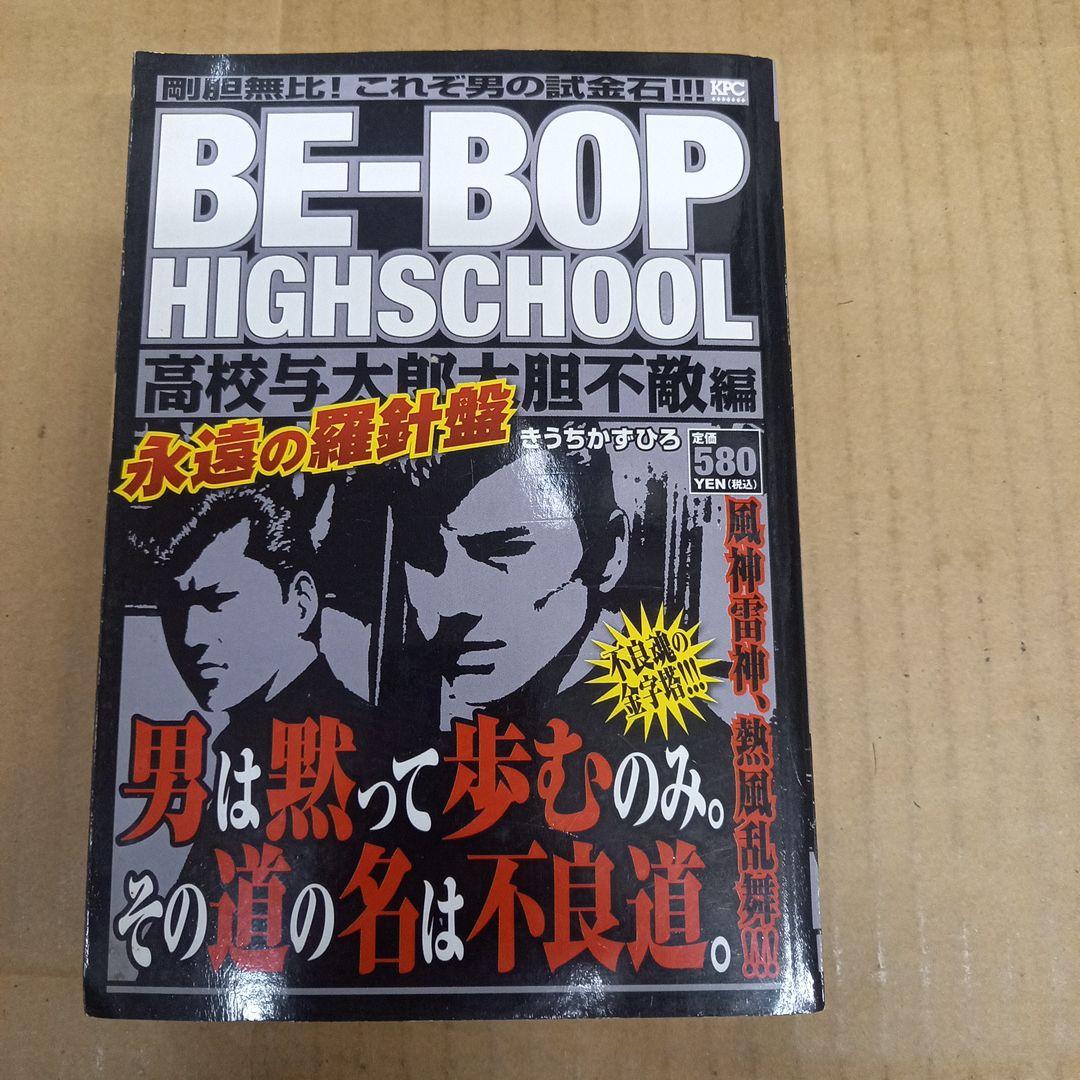 剛胆無比！これぞ男の試金石!!!
KPC
BE-BOP
HIGHSCHOOL
高校与太郎大胆不敵編
永遠の羅針盤
きうちかずひろ
定価
580
YEN(税込)
風神雷神、熱風乱舞!!!
不良魂の
金字塔!!!
男は黙って歩むのみ。
その道の名は不良道。